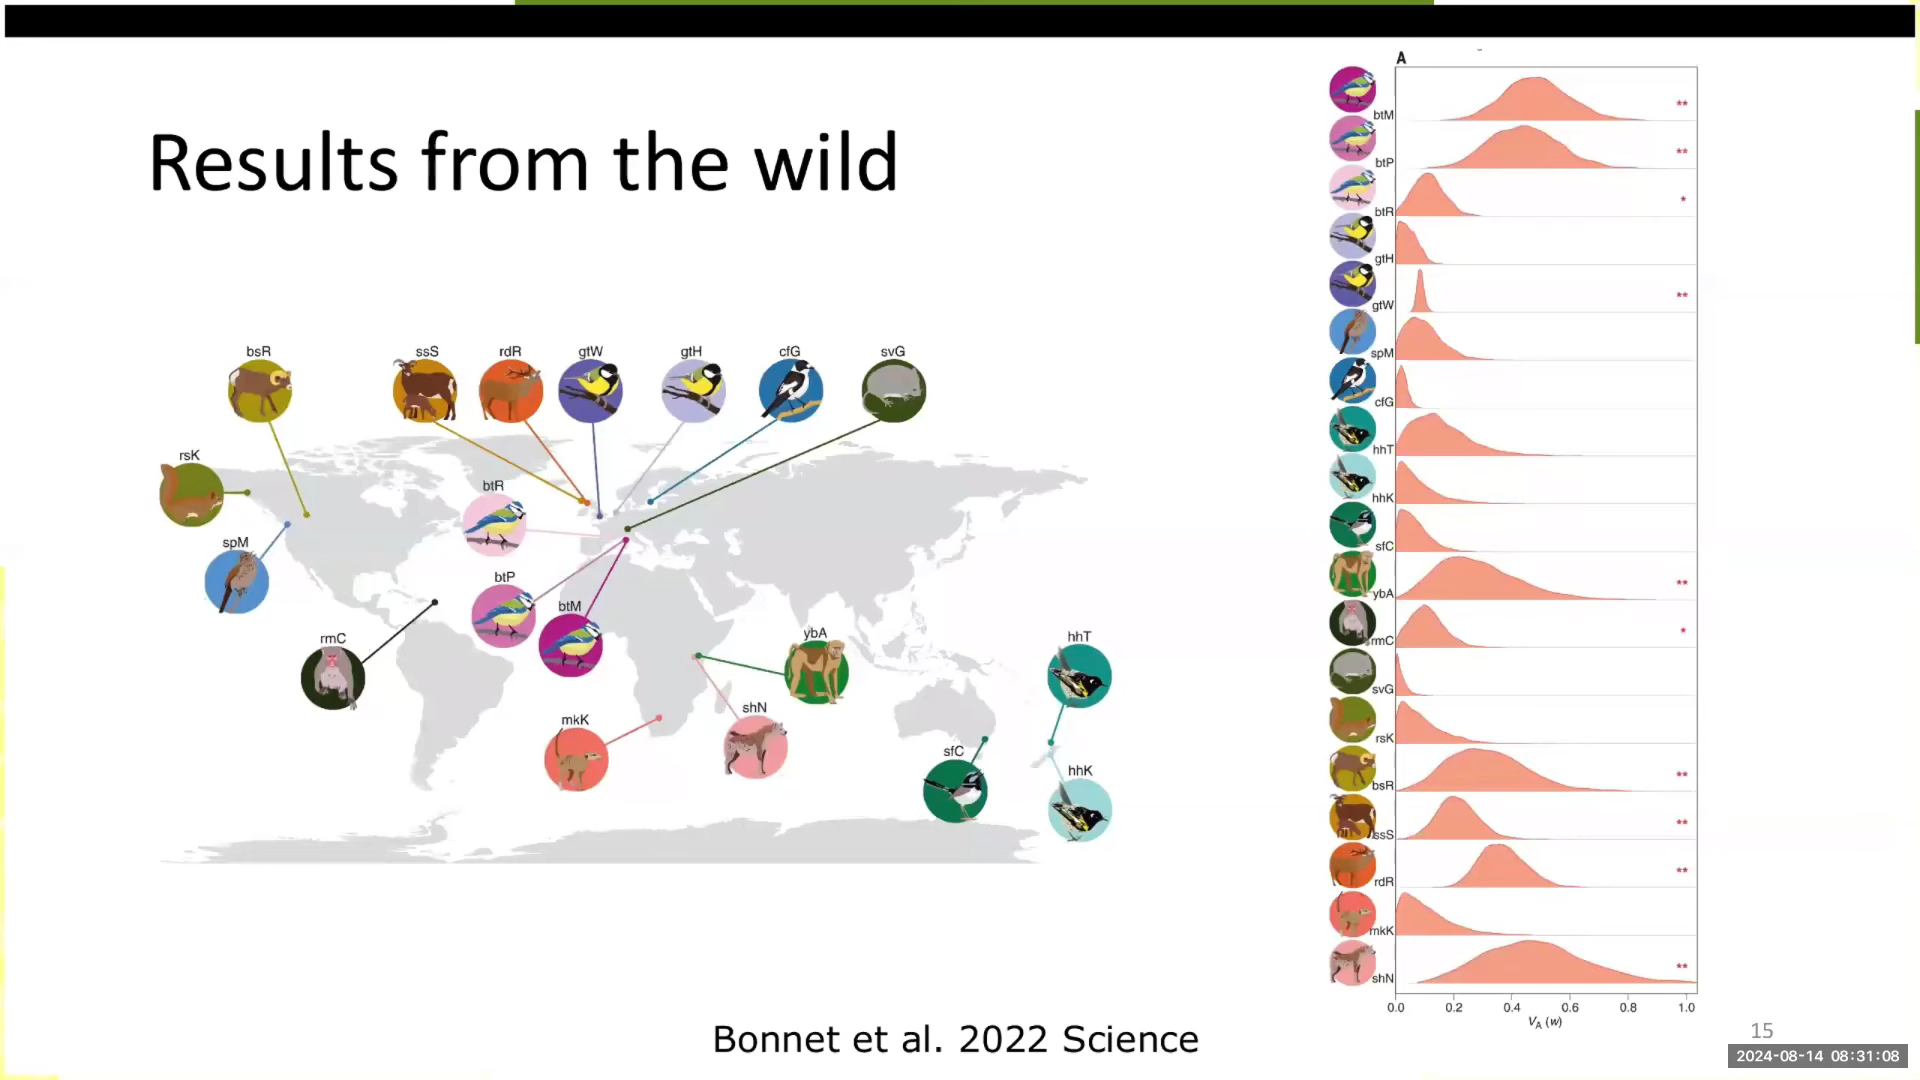 Results from the wild
bsR
ssS
rdR
gtW
gtH
cfG
svG
rsK
btR
spM
btP
btM
rmC
ybA
hhT
mkK
shN
sfC
hhK
A
btM **
btP **
btR *
gtH
gtW **
spM
cfG
hhT
hhK
sfC
ybA **
rmC *
svG
rsK
bsR **
ssS **
rdR **
mkK
shN **
0.0 0.2 0.4 0.6 0.8 1.0
VA (w)
Bonnet et al. 2022 Science
15
2024-08-14 08:31:08